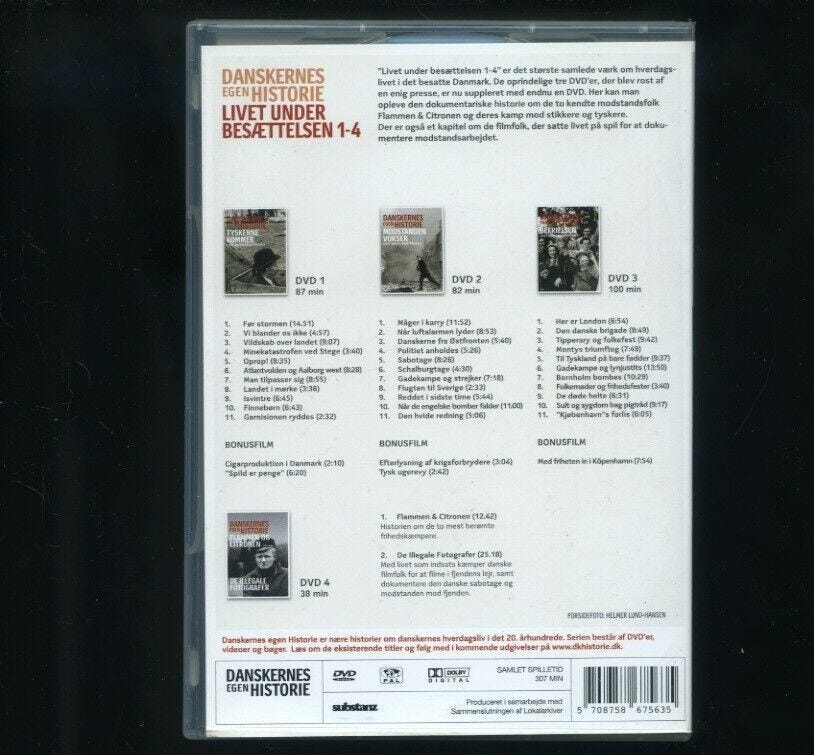 DANSKERNES
EGEN HISTORIE
LIVET UNDER
BESÆTTELSEN 1-4
"Livet under besættelsen 1-4" er det største samlede værk om hverdags-
livet i det besatte Danmark. De oprindelige tre DVD'er, der blev rost af
en enig presse, er nu suppleret med endnu en DVD. Her kan man
opleve den dokumentariske historie om de to kendte modstandsfolk
Flammen & Citronen og deres kamp mod stikkere og tyskere.
Der er også et kapitel om de filmfolk, der satte livet på spil for at doku-
mentere modstandsarbejdet.
TYSKERNE
KOMMER
DVD 1
87 min
1. Før stormen (14.51)
2. Vi blander os ikke (4:57)
3. Vildskab over landet (8:07)
4. Minekatastrofen ved Stege (3:40)
5. Oprop! (8:35)
6. Atlantvolden og Aalborg west (8:28)
7. Man tilpasser sig (8:55)
8. Landet i mørke (3:36)
9. Isvintre (6:45)
10. Finnebørn (6:43)
11. Garnisionen ryddes (2:32)
BONUSFILM
Cigarproduktion i Danmark (2:10)
"Spild er penge" (6:20)
DANSKERNES
EGEN HISTORIE
MODSTANDEN
VOKSER
DVD 2
82 min
1. Måger i karry (11:52)
2. Når luftalarmen lyder (8:53)
3. Danskerne fra Østfronten (5:40)
4. Politiet anholdes (5:26)
5. Sabotage (8:26)
6. Schalburgtage (4:30)
7. Gadekampe og strejker (7:18)
8. Flugten til Sverige (2:33)
9. Reddet i sidste time (5:44)
10. Når de engelske bomber falder (11:00)
11. Den hvide redning (5:06)
BONUSFILM
Efterlysning af krigsforbrydere (3:04)
Tysk ugerevy (2:42)
BEFRIELSEN
DVD 3
100 min
1. Her er London (6:54)
2. Den danske brigade (8:49)
3. Tipperary og folkefest (9:42)
4. Montys triumftog (7:49)
5. Til Tyskland på bare fødder (9:37)
6. Gadekampe og lynjustits (13:50)
7. Bornholm bombes (10:29)
8. Folkemøder og frihedsfester (3:40)
9. De døde helte (6:31)
10. Sult og sygdom bag pigtråd (9:17)
11. "Kjøbenhavn"s forlis (6:05)
BONUSFILM
Med friheten in i Köpenhamn (7:54)
DANSKERNES
EGEN HISTORIE
FLAMMEN OG
CITRONEN
DE ILLEGALE
FOTOGRAFER
DVD 4
38 min
1. Flammen & Citronen (12.42)
Historien om de to mest berømte
frihedskæmpere.
2. De Illegale Fotografer (25.18)
Med livet som indsats kæmper danske
filmfolk for at filme i fjendens lejr, samt
dokumentere den danske sabotage og
modstanden mod fjenden.
FORSIDEFOTO: HELMER LUND-HANSEN
Danskernes egen Historie er nære historier om danskernes hverdagsliv i det 20. århundrede. Serien består af DVD'er,
videoer og bøger. Læs om de eksisterende titler og følg med i kommende udgivelser på www.dkhistorie.dk.
DANSKERNES
EGEN HISTORIE
DVD
PAL
DOLBY
DIGITAL
SAMLET SPILLETID
307 MIN
substanz
Produceret i samarbejde med
Sammenslutningen af Lokalarkiver
5 708758 675635